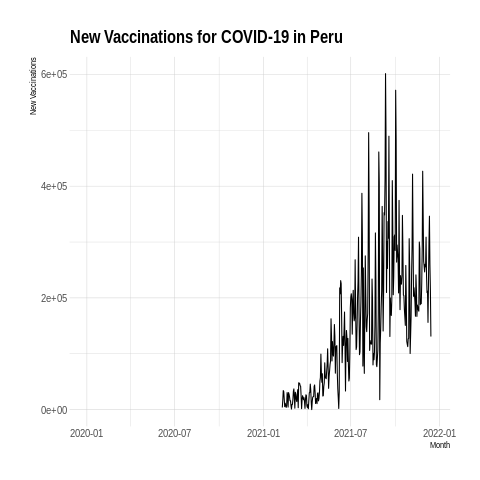 New Vaccinations for COVID-19 in Peru
New Vaccinations
6e+05
4e+05
2e+05
0e+00
2020-01 2020-07 2021-01 2021-07 2022-01
Month